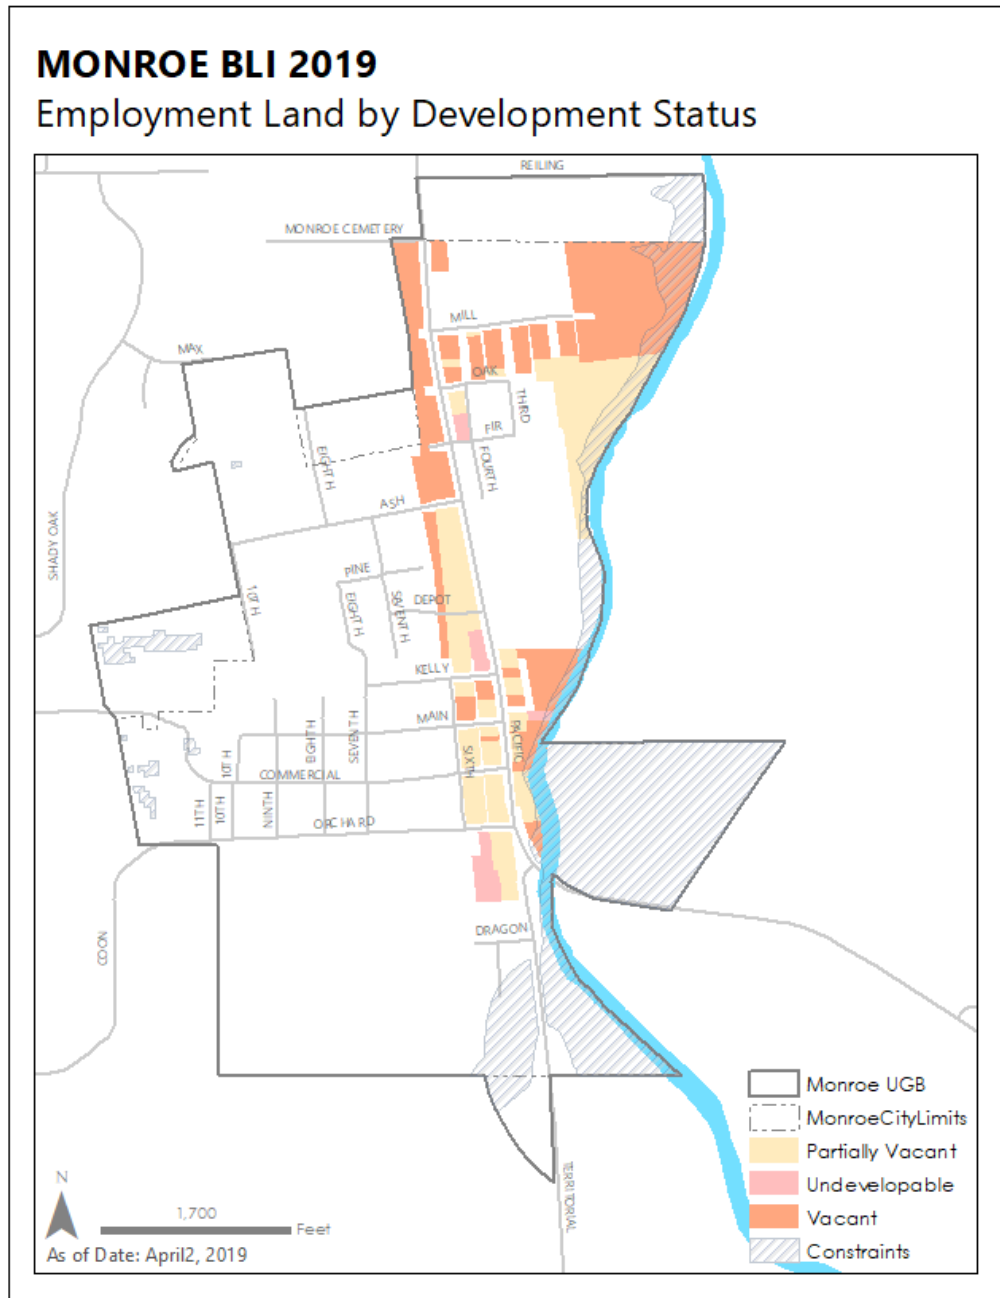 MONROE BLI 2019
Employment Land by Development Status
REILING
MONROE CEMETERY
MILL
MAX
OAK
THIRD
FIR
EIGHTH
FOURTH
ASH
SHADY OAK
PINE
10TH
EIGHTH
SEVENTH
DEPOT
KELLY
MAIN
PACIFIC
EIGHTH
SEVENTH
SIXTH
10TH
COMMERCIAL
11TH
10TH
NINTH
ORCHARD
DRAGON
COON
TERRITORIAL
Monroe UGB
MonroeCityLimits
Partially Vacant
Undevelopable
Vacant
Constraints
N
1,700
Feet
As of Date: April2, 2019